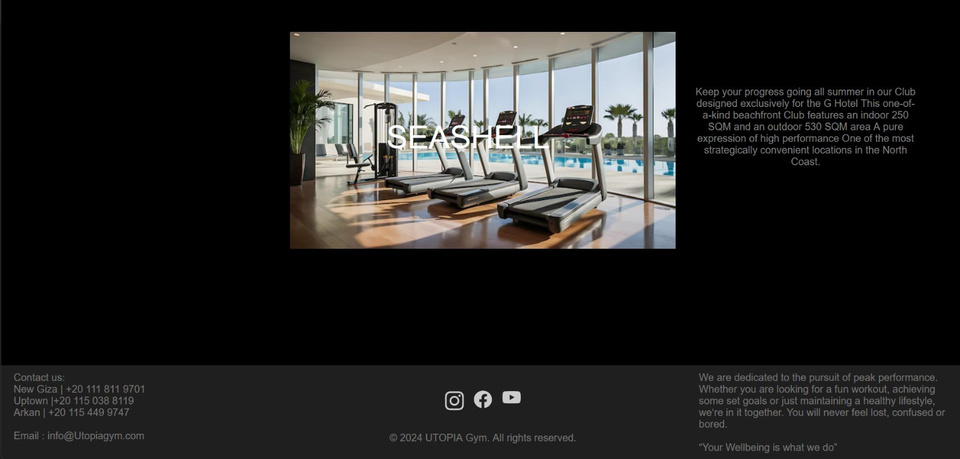 SEASHELL
Keep your progress going all summer in our Club
designed exclusively for the G Hotel This one-of-
a-kind beachfront Club features an indoor 250
SQM and an outdoor 530 SQM area A pure
expression of high performance One of the most
strategically convenient locations in the North
Coast.
Contact us:
New Giza | +20 111 811 9701
Uptown |+20 115 038 8119
Arkan | +20 115 449 9747
Email : info@Utopiagym.com
© 2024 UTOPIA Gym. All rights reserved.
We are dedicated to the pursuit of peak performance.
Whether you are looking for a fun workout, achieving
some set goals or just maintaining a healthy lifestyle,
we're in it together. You will never feel lost, confused or
bored.
“Your Wellbeing is what we do”